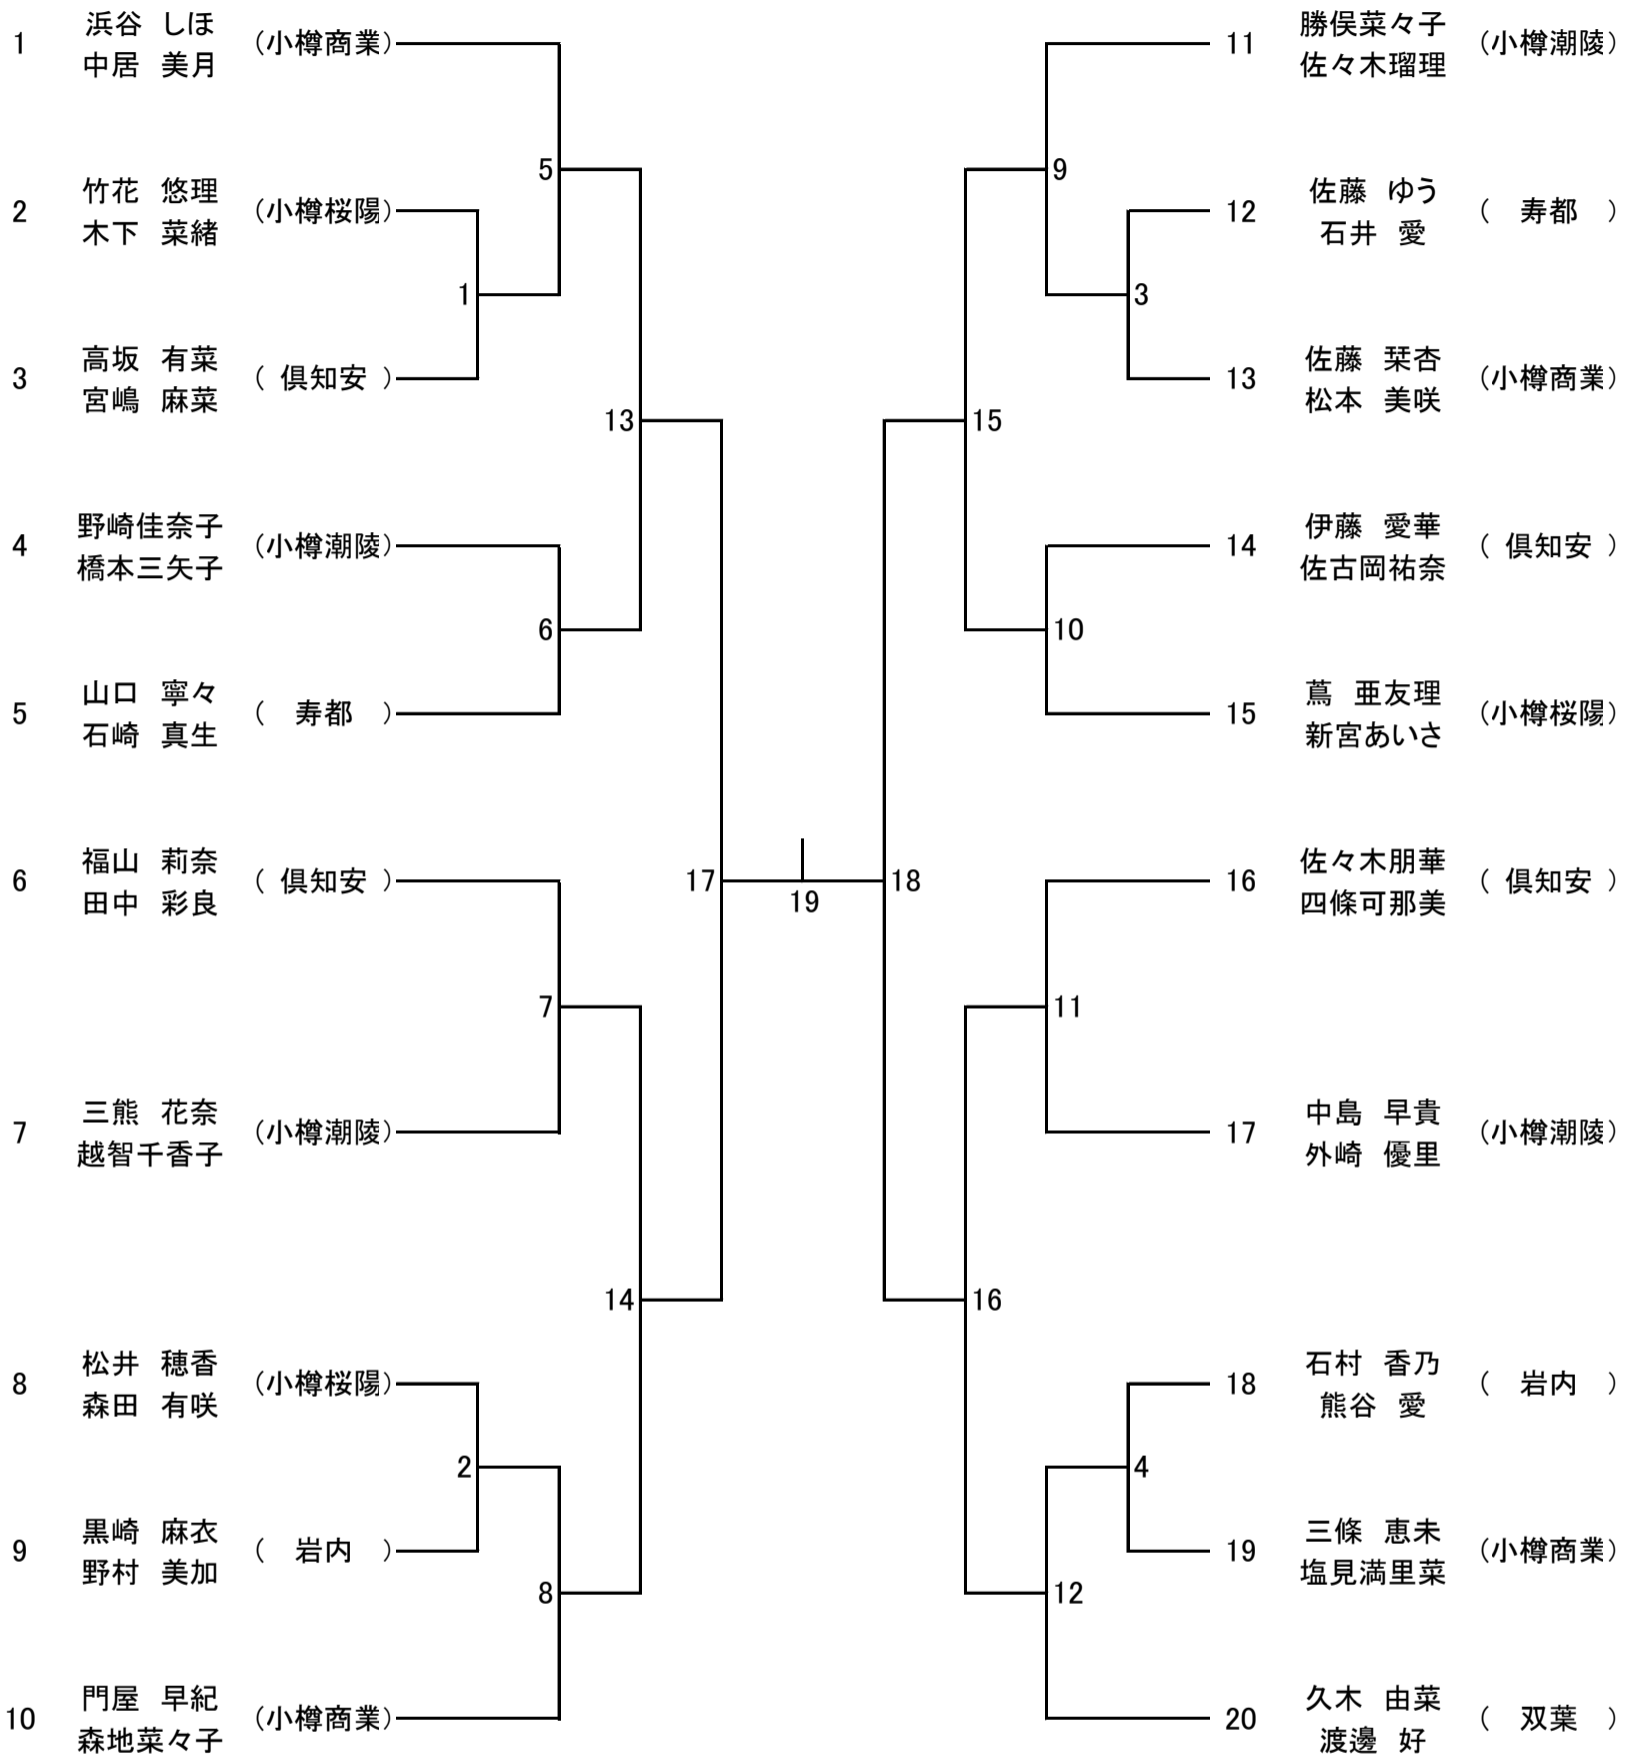 1 浜谷 しほ (小樽商業)
中居 美月
2 竹花 悠理 (小樽桜陽)
木下 菜緒
3 高坂 有菜 ( 倶知安 )
宮嶋 麻菜
4 野崎佳奈子 (小樽潮陵)
橋本三矢子
5 山口 寧々 ( 寿都 )
石崎 真生
6 福山 莉奈 ( 倶知安 )
田中 彩良
7 三熊 花奈 (小樽潮陵)
越智千香子
8 松井 穂香 (小樽桜陽)
森田 有咲
9 黒崎 麻衣 ( 岩内 )
野村 美加
10 門屋 早紀 (小樽商業)
森地菜々子
5
1
13
6
17
7
14
2
8
19
9
3
15
10
18
11
16
4
12
11 勝俣菜々子 (小樽潮陵)
佐々木瑠理
12 佐藤 ゆう ( 寿都 )
石井 愛
13 佐藤 栞杏 (小樽商業)
松本 美咲
14 伊藤 愛華 ( 倶知安 )
佐古岡祐奈
15 蔦 亜友理 (小樽桜陽)
新宮あいさ
16 佐々木朋華 ( 倶知安 )
四條可那美
17 中島 早貴 (小樽潮陵)
外崎 優里
18 石村 香乃 ( 岩内 )
熊谷 愛
19 三條 恵未 (小樽商業)
塩見満里菜
20 久木 由菜 ( 双葉 )
渡邊 好